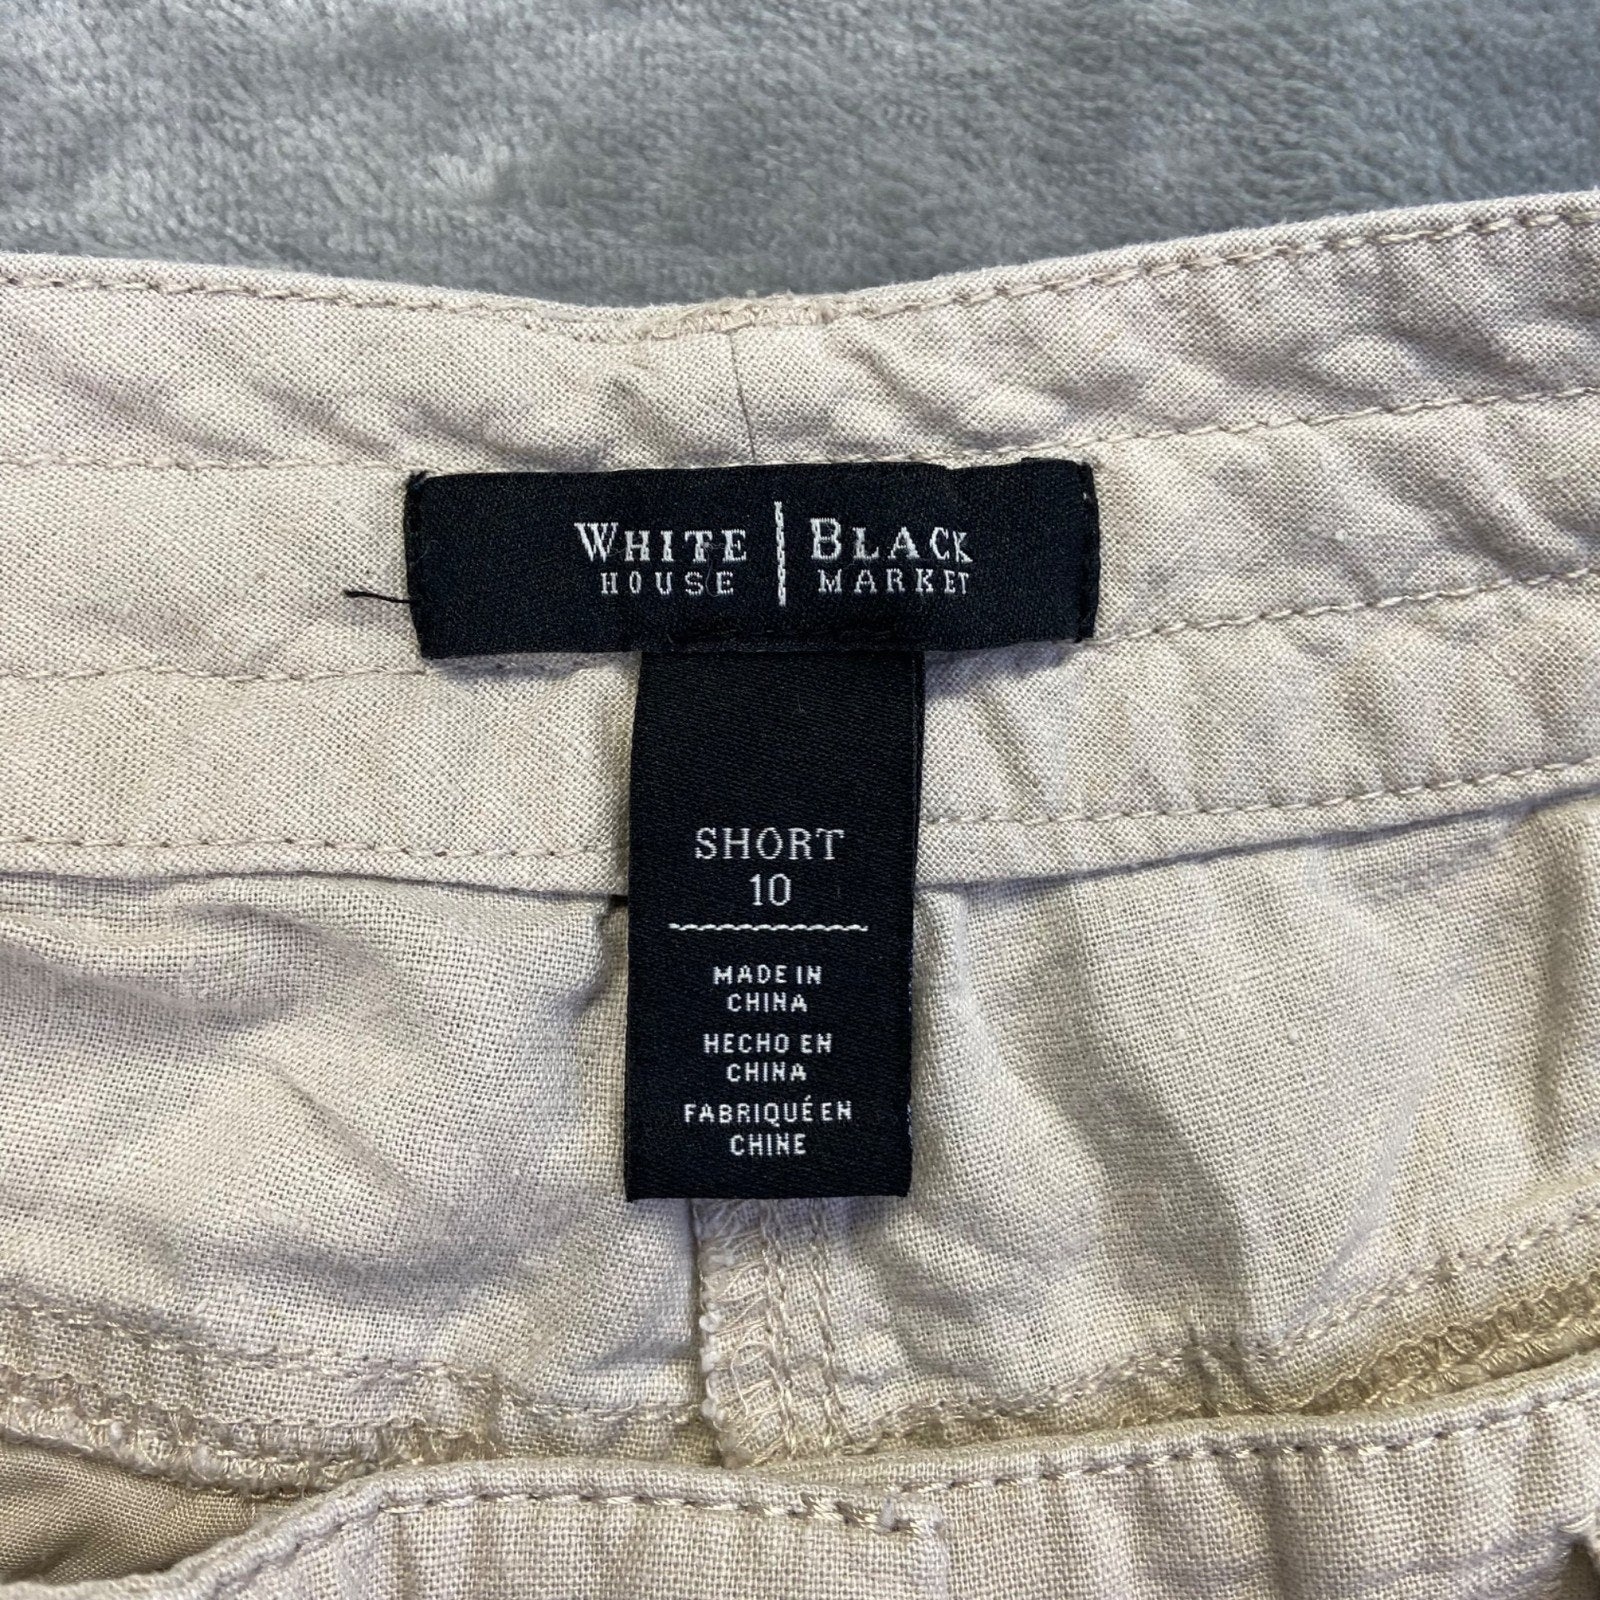 WHITE | BLACK
HOUSE | MARKET
SHORT
10
MADE IN
CHINA
HECHO EN
CHINA
FABRIQUÉ EN
CHINE